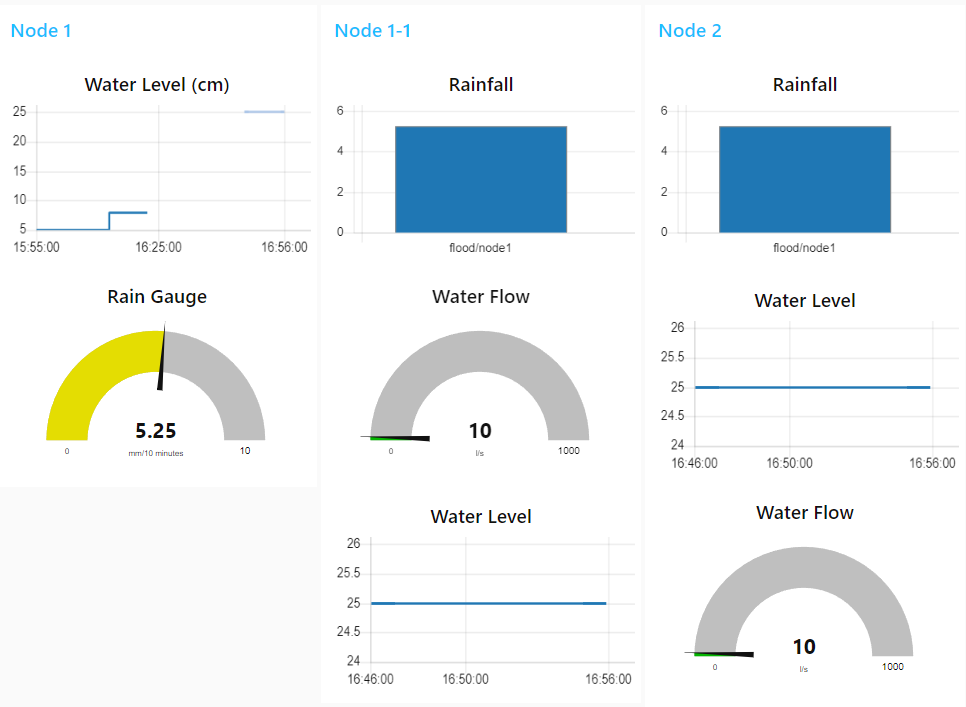 Node 1
Water Level (cm)
25
20
15
10
5
15:55:00 16:25:00 16:56:00
Rain Gauge
5.25
mm/10 minutes
0 10
Node 1-1
Rainfall
6
4
2
0
flood/node1
Water Flow
10
l/s
0 1000
Water Level
26
25.5
25
24.5
24
16:46:00 16:50:00 16:56:00
Node 2
Rainfall
6
4
2
0
flood/node1
Water Level
26
25.5
25
24.5
24
16:46:00 16:50:00 16:56:00
Water Flow
10
l/s
0 1000